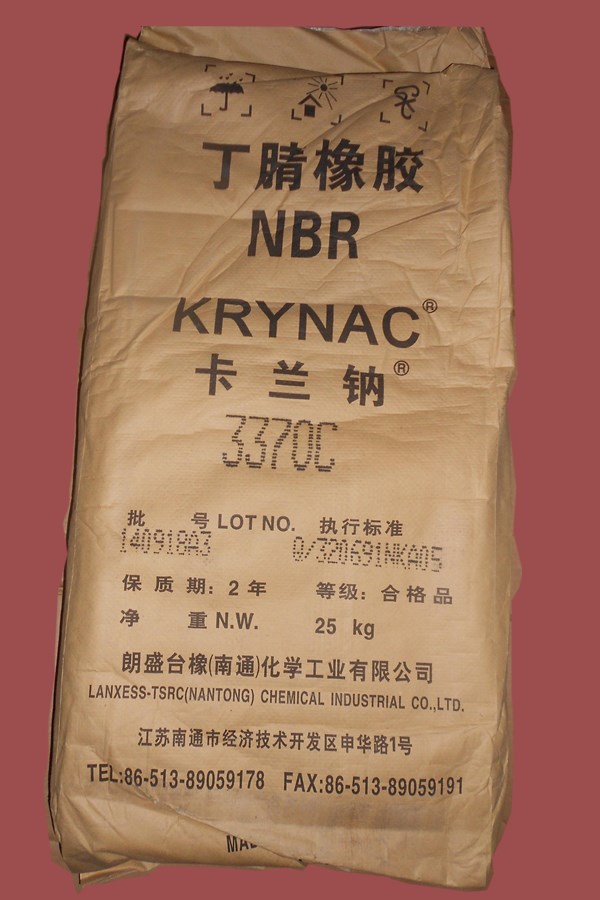 丁腈橡胶
NBR
KRYNAC®
卡兰钠®
3370C
批 号 LOT NO. 执行标准
140918A3 Q/320691NKA05
保质期：2年 等级：合格品
净 重 N.W. 25 kg
朗盛台橡(南通)化学工业有限公司
LANXESS-TSRC(NANTONG) CHEMICAL INDUSTRIAL CO.,LTD.
江苏南通市经济技术开发区申华路1号
TEL:86-513-89059178 FAX:86-513-89059191